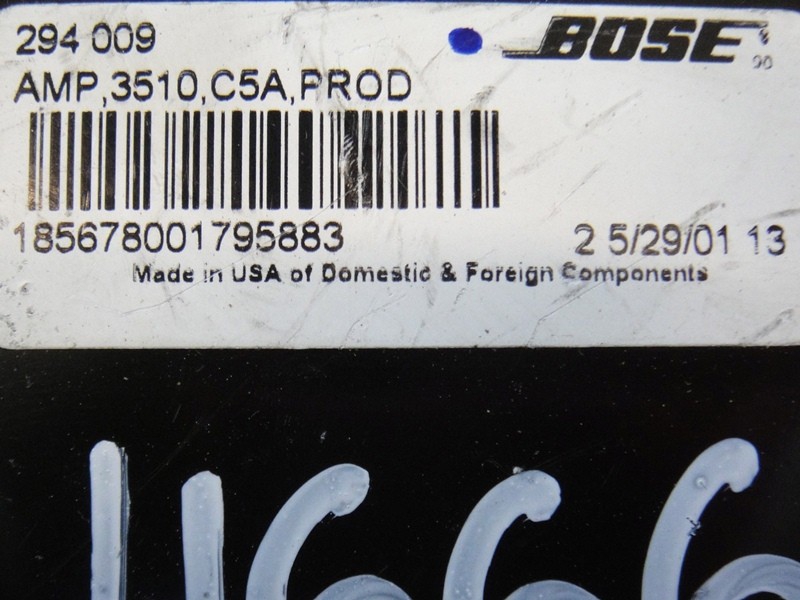 294 009
BOSE
90
AMP,3510,C5A,PROD
185678001795883
2 5/29/01 13
Made in USA of Domestic & Foreign Components